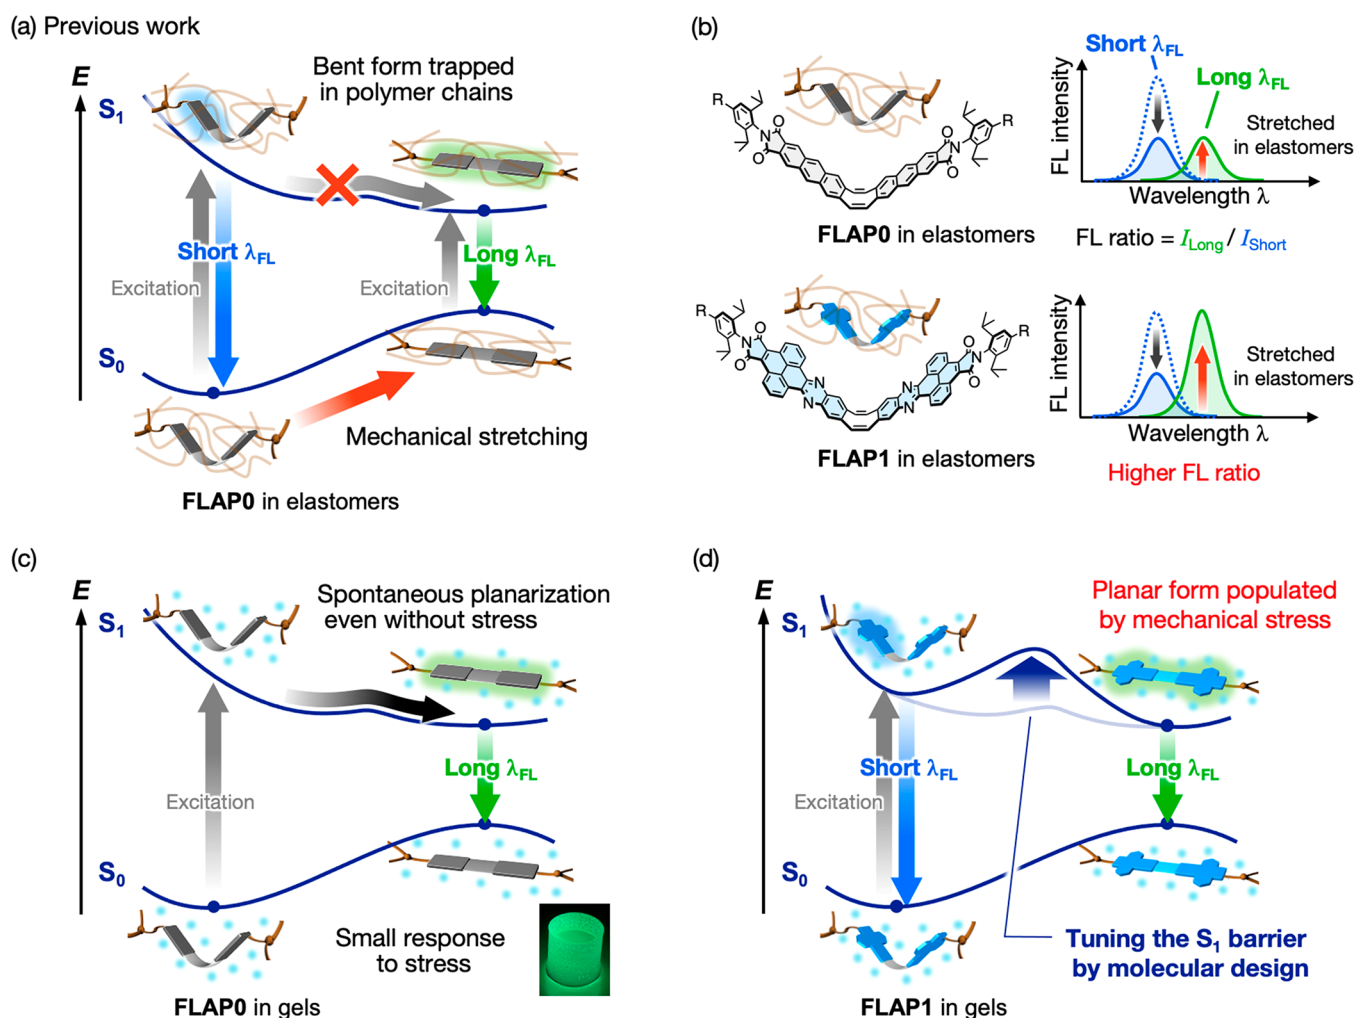 (a) Previous work
E
S1
Bent form trapped
in polymer chains
Short λFL
Excitation
Excitation
Long λFL
S0
Mechanical stretching
FLAP0 in elastomers
(b)
R
N
O
O
O
O
N
R
FLAP0 in elastomers
Short λFL
Long λFL
FL intensity
Stretched
in elastomers
Wavelength λ
FL ratio = ILong / IShort
R
N
O
O
N
N
N
N
O
O
N
R
FLAP1 in elastomers
FL intensity
Stretched
in elastomers
Wavelength λ
Higher FL ratio
(c)
E
S1
Spontaneous planarization
even without stress
Excitation
Long λFL
S0
Small response
to stress
FLAP0 in gels
(d)
E
S1
Planar form populated
by mechanical stress
Short λFL
Excitation
Long λFL
S0
Tuning the S1 barrier
by molecular design
FLAP1 in gels